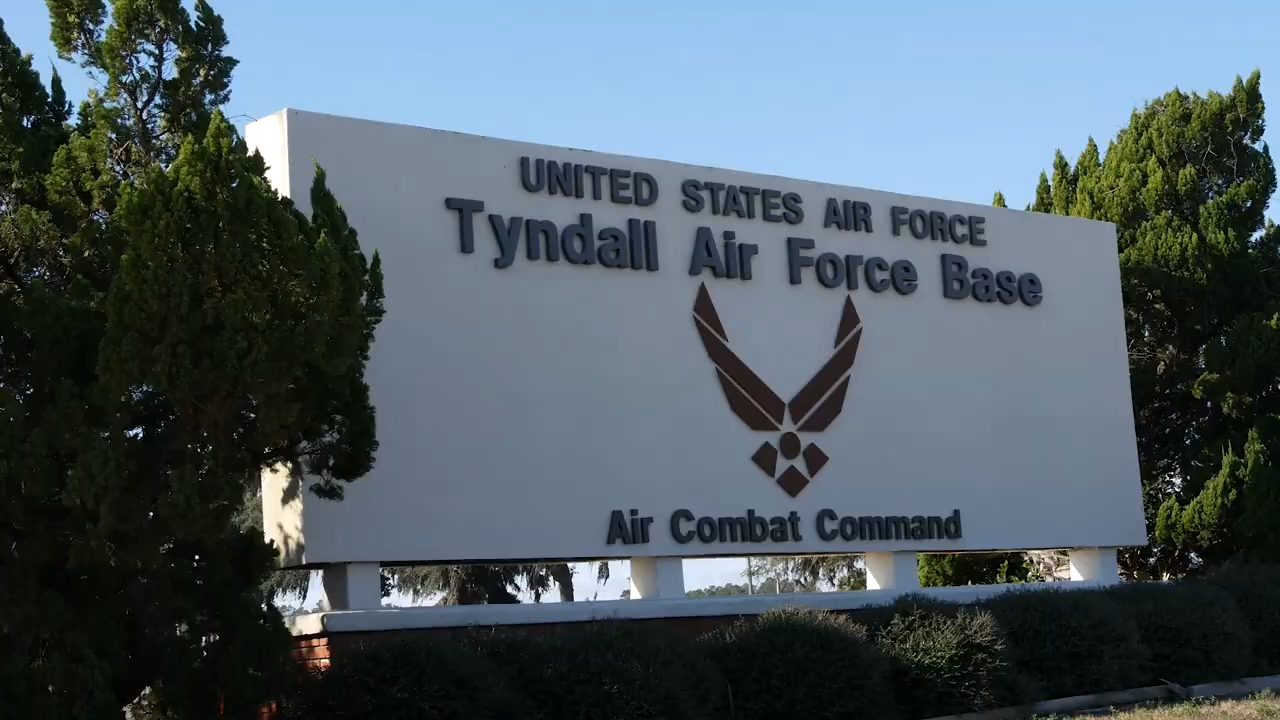 UNITED STATES AIR FORCE
Tyndall Air Force Base
Air Combat Command